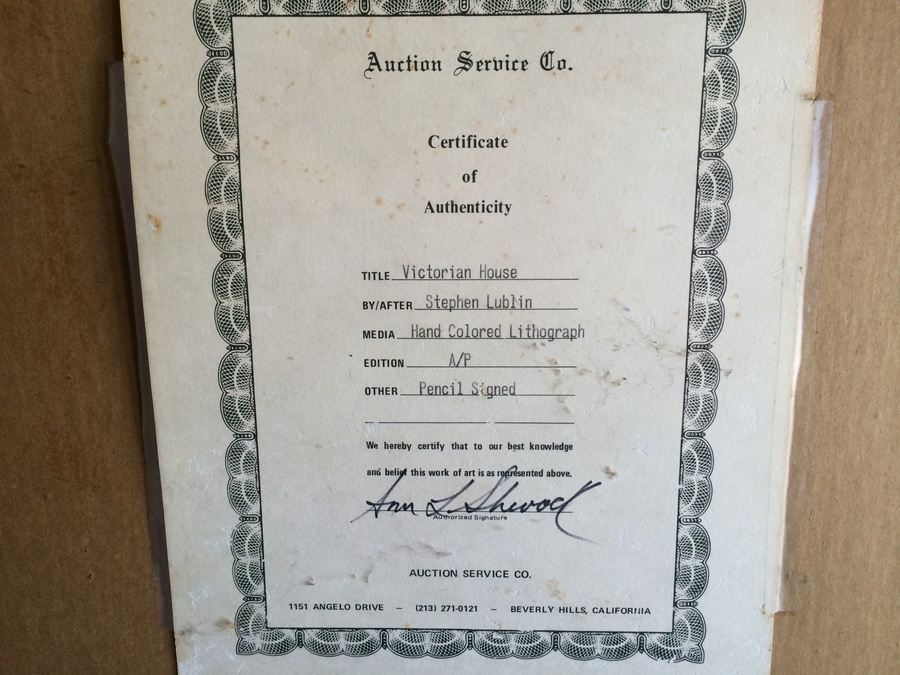 Auction Service Co.
Certificate
of
Authenticity
TITLE Victorian House
BY/AFTER Stephen Lublin
MEDIA Hand Colored Lithograph
EDITION A/P
OTHER Pencil Signed
We hereby certify that to our best knowledge
and belief this work of art is as represented above.
Ann L. Sherod
Authorized Signature
AUCTION SERVICE CO.
1151 ANGELO DRIVE — (213) 271-0121 — BEVERLY HILLS, CALIFORNIA